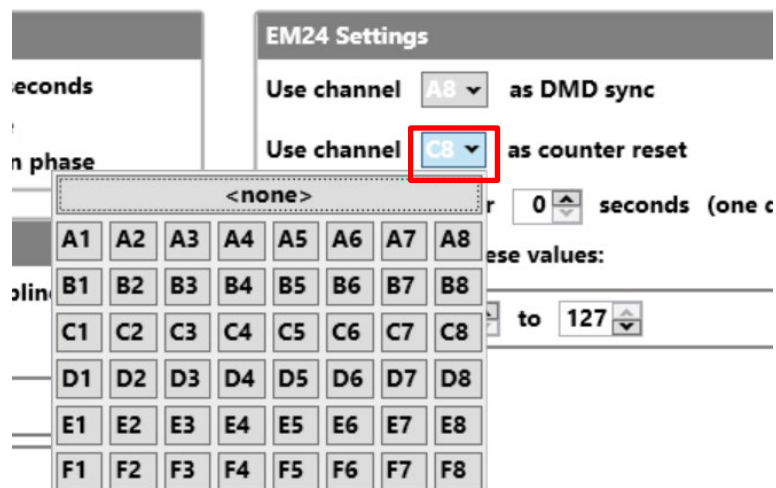 EM24 Settings
econds
Use channel A8 as DMD sync
n phase
Use channel C8 as counter reset
<none>
r 0 seconds (one
A1 A2 A3 A4 A5 A6 A7 A8
ese values:
plin
B1 B2 B3 B4 B5 B6 B7 B8
C1 C2 C3 C4 C5 C6 C7 C8
to 127
D1 D2 D3 D4 D5 D6 D7 D8
E1 E2 E3 E4 E5 E6 E7 E8
F1 F2 F3 F4 F5 F6 F7 F8